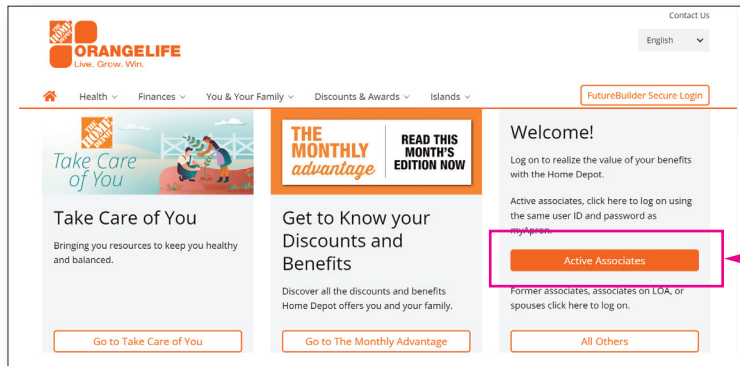 Contact Us
THE HOME DEPOT
ORANGELIFE
Live. Grow. Win.
English
Health
Finances
You & Your Family
Discounts & Awards
Islands
FutureBuilder Secure Login
THE HOME DEPOT
Take Care
of You
Take Care of You
Bringing you resources to keep you healthy
and balanced.
Go to Take Care of You
THE
MONTHLY
advantage
READ THIS
MONTH'S
EDITION NOW
Get to Know your
Discounts and
Benefits
Discover all the discounts and benefits
Home Depot offers you and your family.
Go to The Monthly Advantage
Welcome!
Log on to realize the value of your benefits
with the Home Depot.
Active associates, click here to log on using
the same user ID and password as
myApron.
Active Associates
Former associates, associates on LOA, or
spouses click here to log on.
All Others